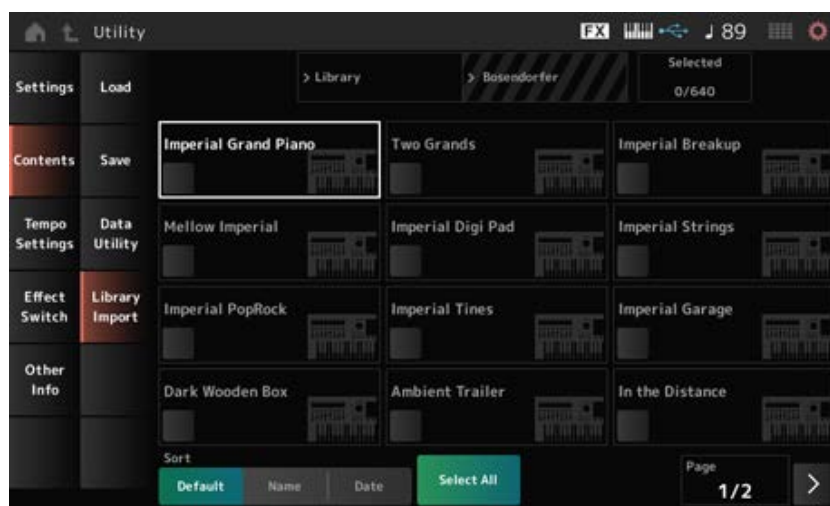 Utility
FX
♩ 89
Settings
Load
> Library
> Bosendorfer
Selected
0/640
Contents
Save
Imperial Grand Piano
Two Grands
Imperial Breakup
Tempo
Settings
Data
Utility
Mellow Imperial
Imperial Digi Pad
Imperial Strings
Effect
Switch
Library
Import
Imperial PopRock
Imperial Tines
Imperial Garage
Other
Info
Dark Wooden Box
Ambient Trailer
In the Distance
Sort
Default
Name
Date
Select All
Page
1/2
>